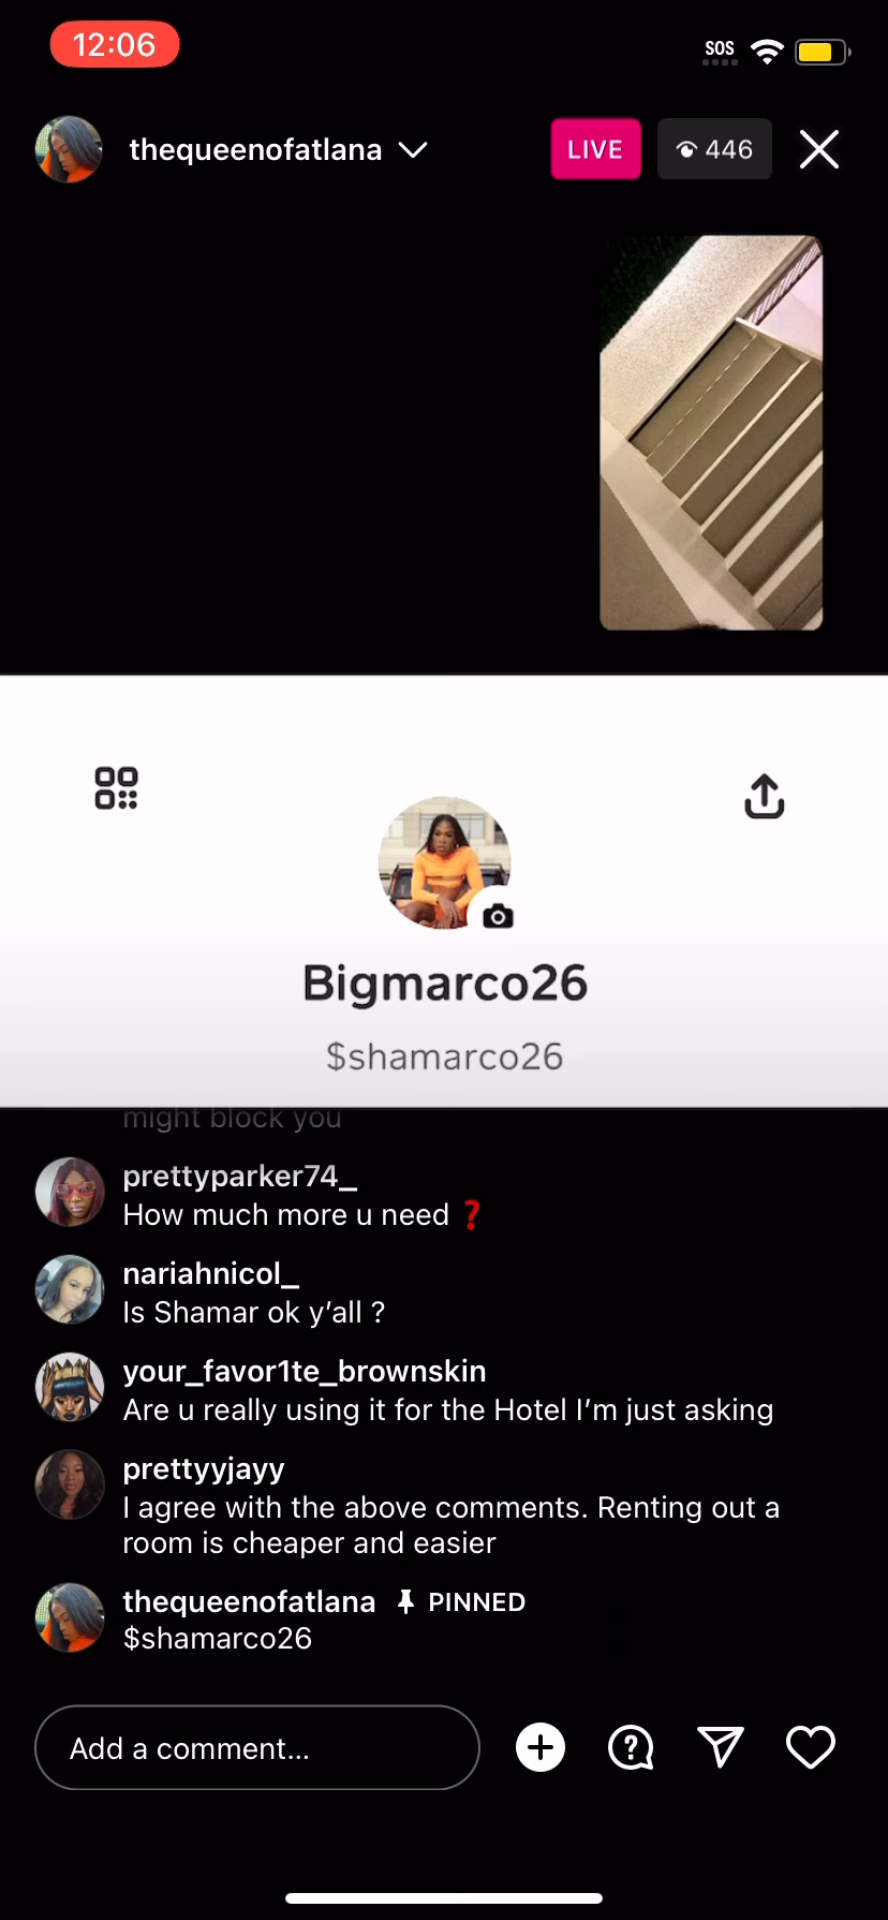 12:06
SOS
thequeenofatlana
LIVE
446
Bigmarco26
$shamarco26
might block you
prettyparker74_
How much more u need ❓
nariahnicol_
Is Shamar ok y’all ?
your_favor1te_brownskin
Are u really using it for the Hotel I’m just asking
prettyyjayy
I agree with the above comments. Renting out a
room is cheaper and easier
thequeenofatlana PINNED
$shamarco26
Add a comment...